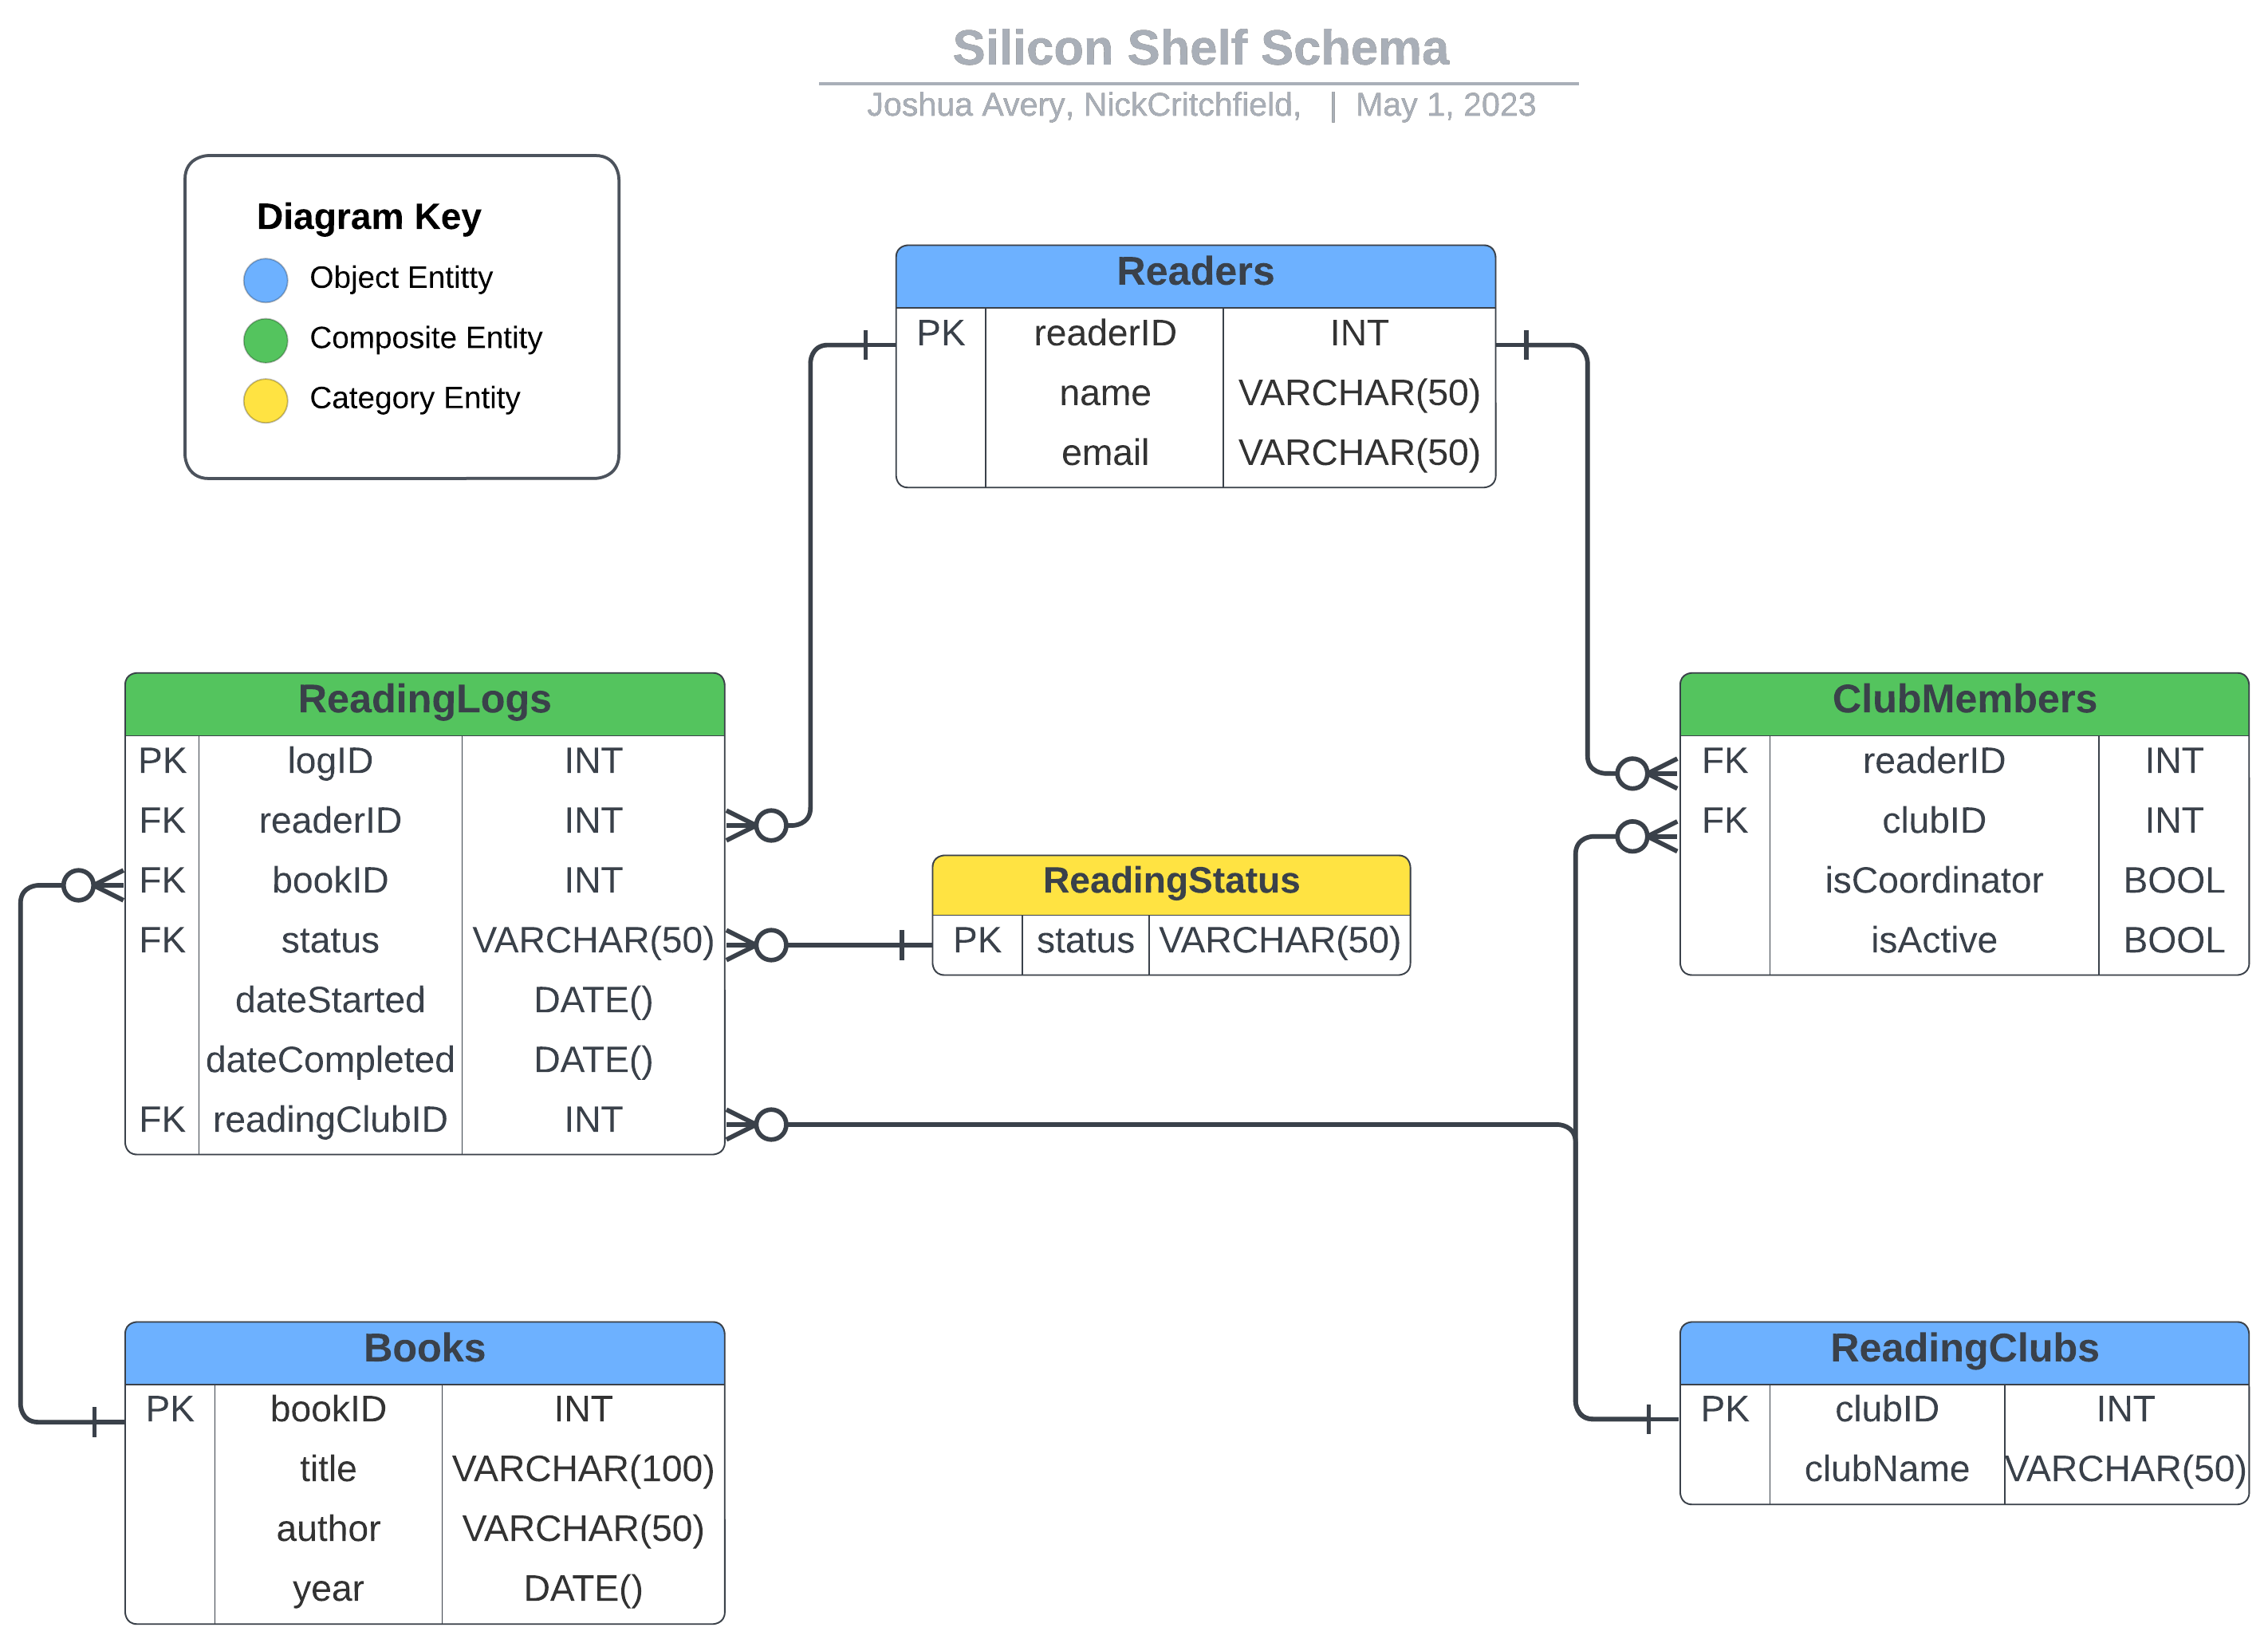 Silicon Shelf Schema
Joshua Avery, NickCritchfield, | May 1, 2023
Diagram Key
Object Entitty
Composite Entity
Category Entity
Readers
PK readerID INT
name VARCHAR(50)
email VARCHAR(50)
ReadingLogs
PK logID INT
FK readerID INT
FK bookID INT
FK status VARCHAR(50)
dateStarted DATE()
dateCompleted DATE()
FK readingClubID INT
ReadingStatus
PK status VARCHAR(50)
ClubMembers
FK readerID INT
FK clubID INT
isCoordinator BOOL
isActive BOOL
Books
PK bookID INT
title VARCHAR(100)
author VARCHAR(50)
year DATE()
ReadingClubs
PK clubID INT
clubName VARCHAR(50)